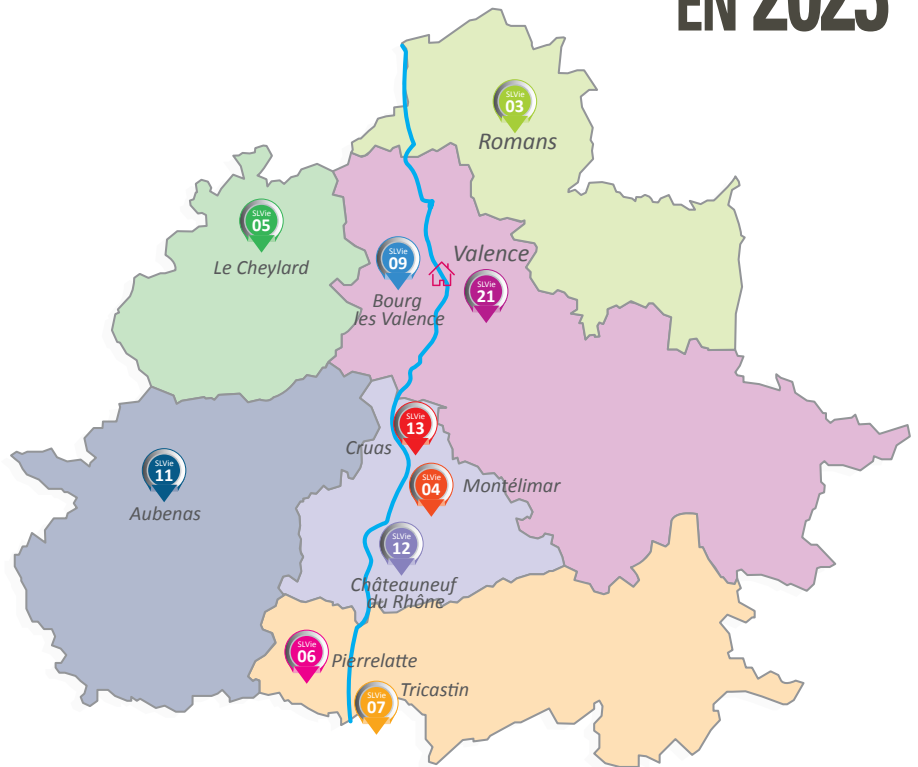 EN 2023
SLVie
03
Romans
SLVie
05
Le Cheylard
SLVie
09
Bourg
les Valence
Valence
SLVie
21
SLVie
13
Cruas
SLVie
04
Montélimar
SLVie
11
Aubenas
SLVie
12
Châteauneuf
du Rhône
SLVie
06
Pierrelatte
SLVie
07
Tricastin